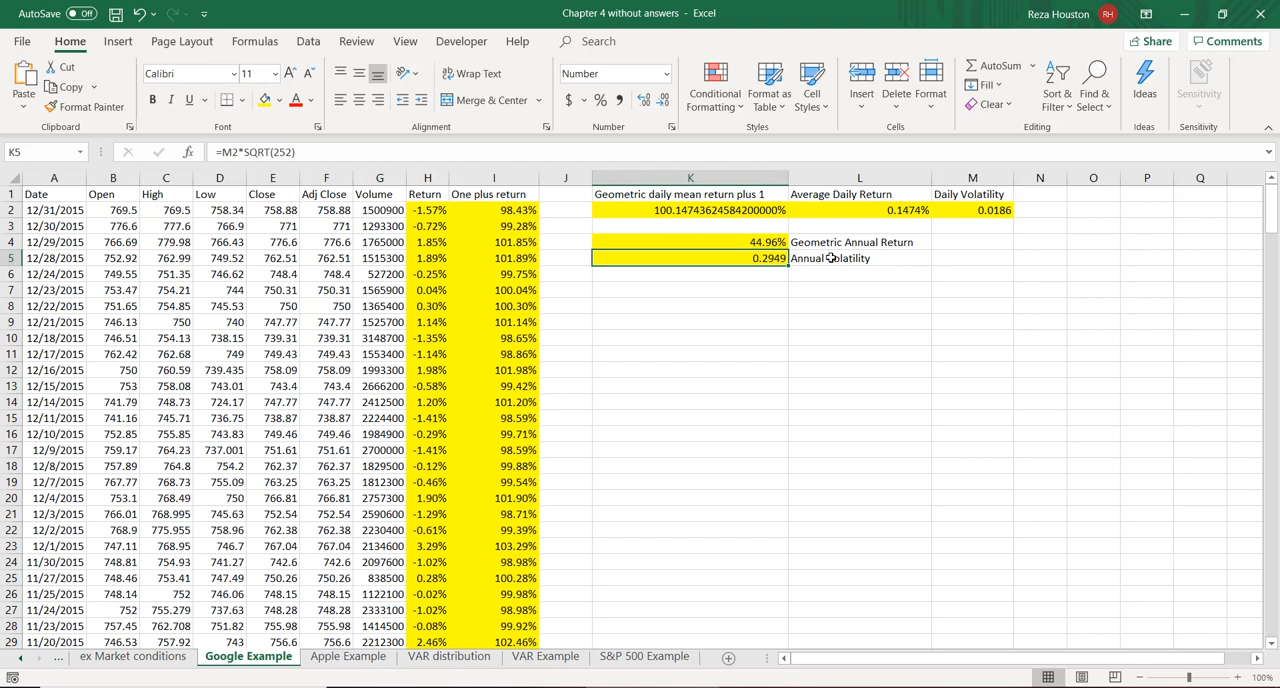 AutoSave Off Chapter 4 without answers - Excel Reza Houston RH
File Home Insert Page Layout Formulas Data Review View Developer Help Search Share Comments
Paste Cut Copy Format Painter Clipboard
Calibri 11 A A B I U A Font
ab Wrap Text Merge & Center Alignment
Number $ % , Number
Conditional Formatting Format as Table Cell Styles Styles
Insert Delete Format Cells
AutoSum Fill Clear Sort & Filter Find & Select Editing
Ideas Ideas
Sensitivity Sensitivity
K5 fx =M2*SQRT(252)
A B C D E F G H I J K L M N O P Q
1 Date Open High Low Close Adj Close Volume Return One plus return Geometric daily mean return plus 1 Average Daily Return Daily Volatility
2 12/31/2015 769.5 769.5 758.34 758.88 758.88 1500900 -1.57% 98.43% 100.14743624584200000% 0.1474% 0.0186
3 12/30/2015 776.6 777.6 766.9 771 771 1293300 -0.72% 99.28%
4 12/29/2015 766.69 779.98 766.43 776.6 776.6 1765000 1.85% 101.85% 44.96% Geometric Annual Return
5 12/28/2015 752.92 762.99 749.52 762.51 762.51 1515300 1.89% 101.89% 0.2949 Annual Volatility
6 12/24/2015 749.55 751.35 746.62 748.4 748.4 527200 -0.25% 99.75%
7 12/23/2015 753.47 754.21 744 750.31 750.31 1565900 0.04% 100.04%
8 12/22/2015 751.65 754.85 745.53 750 750 1365400 0.30% 100.30%
9 12/21/2015 746.13 750 740 747.77 747.77 1525700 1.14% 101.14%
10 12/18/2015 746.51 754.13 738.15 739.31 739.31 3148700 -1.35% 98.65%
11 12/17/2015 762.42 762.68 749 749.43 749.43 1553400 -1.14% 98.86%
12 12/16/2015 750 760.59 739.435 758.09 758.09 1993300 1.98% 101.98%
13 12/15/2015 753 758.08 743.01 743.4 743.4 2666200 -0.58% 99.42%
14 12/14/2015 741.79 748.73 724.17 747.77 747.77 2412500 1.20% 101.20%
15 12/11/2015 741.16 745.71 736.75 738.87 738.87 2224400 -1.41% 98.59%
16 12/10/2015 752.85 755.85 743.83 749.46 749.46 1984900 -0.29% 99.71%
17 12/9/2015 759.17 764.23 737.001 751.61 751.61 2700000 -1.41% 98.59%
18 12/8/2015 757.89 764.8 754.2 762.37 762.37 1829500 -0.12% 99.88%
19 12/7/2015 767.77 768.73 755.09 763.25 763.25 1812300 -0.46% 99.54%
20 12/4/2015 753.1 768.49 750 766.81 766.81 2757300 1.90% 101.90%
21 12/3/2015 766.01 768.995 745.63 752.54 752.54 2590600 -1.29% 98.71%
22 12/2/2015 768.9 775.955 758.96 762.38 762.38 2230400 -0.61% 99.39%
23 12/1/2015 747.11 768.95 746.7 767.04 767.04 2134600 3.29% 103.29%
24 11/30/2015 748.81 754.93 741.27 742.6 742.6 2097600 -1.02% 98.98%
25 11/27/2015 748.46 753.41 747.49 750.26 750.26 838500 0.28% 100.28%
26 11/25/2015 748.14 752 746.06 748.15 748.15 1122100 -0.02% 99.98%
27 11/24/2015 752 755.279 737.63 748.28 748.28 2333100 -1.02% 98.98%
28 11/23/2015 757.45 762.708 751.82 755.98 755.98 1414500 -0.08% 99.92%
29 11/20/2015 746.53 757.92 743 756.6 756.6 2212300 2.46% 102.46%
... ex Market conditions Google Example Apple Example VAR distribution VAR Example S&P 500 Example
100%